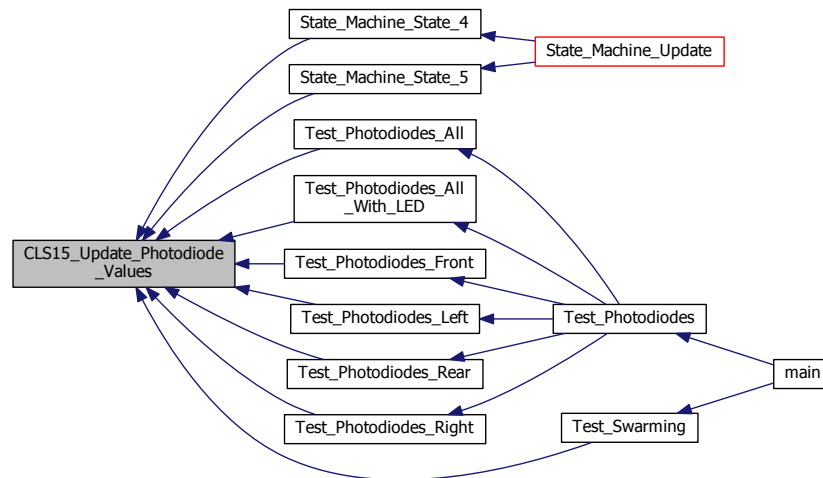 State_Machine_State_4
State_Machine_Update
State_Machine_State_5
Test_Photodiodes_All
Test_Photodiodes_All
_With_LED
CLS15_Update_Photodiode
_Values
Test_Photodiodes_Front
Test_Photodiodes_Left
Test_Photodiodes
Test_Photodiodes_Rear
main
Test_Photodiodes_Right
Test_Swarming